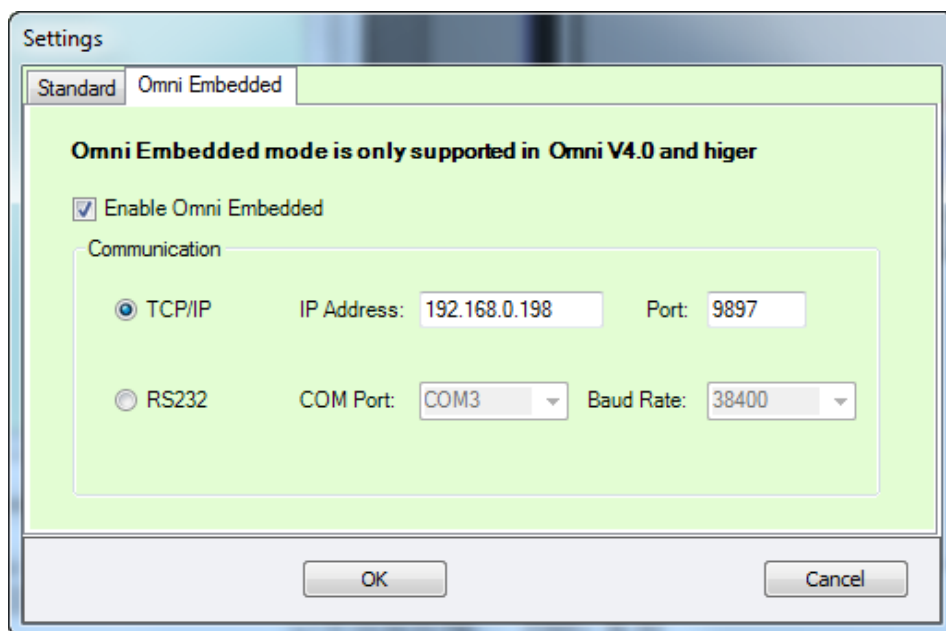 Settings
Standard Omni Embedded
Omni Embedded mode is only supported in Omni V4.0 and higer
Enable Omni Embedded
Communication
TCP/IP IP Address: 192.168.0.198 Port: 9897
RS232 COM Port: COM3 Baud Rate: 38400
OK Cancel